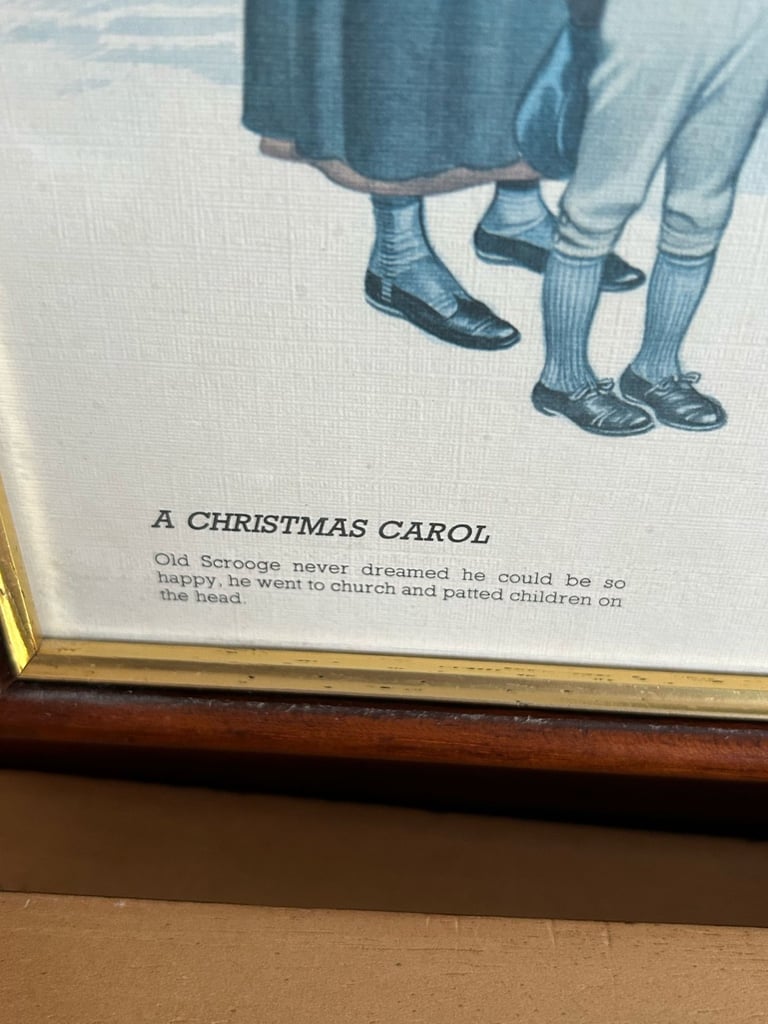 A CHRISTMAS CAROL
Old Scrooge never dreamed he could be so
happy, he went to church and patted children on
the head.